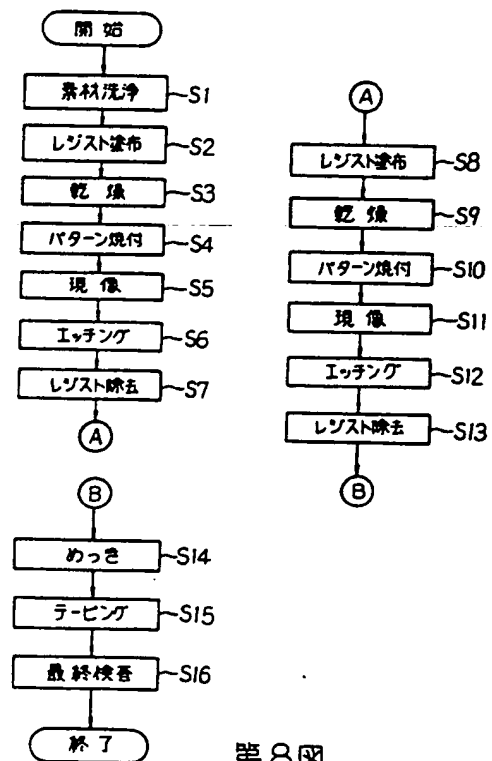 開始
素材洗浄 S1
レジスト塗布 S2
乾燥 S3
パターン焼付 S4
現像 S5
エッチング S6
レジスト除去 S7
A
A
レジスト塗布 S8
乾燥 S9
パターン焼付 S10
現像 S11
エッチング S12
レジスト除去 S13
B
B
めっき S14
テーピング S15
最終検査 S16
終了
第8図